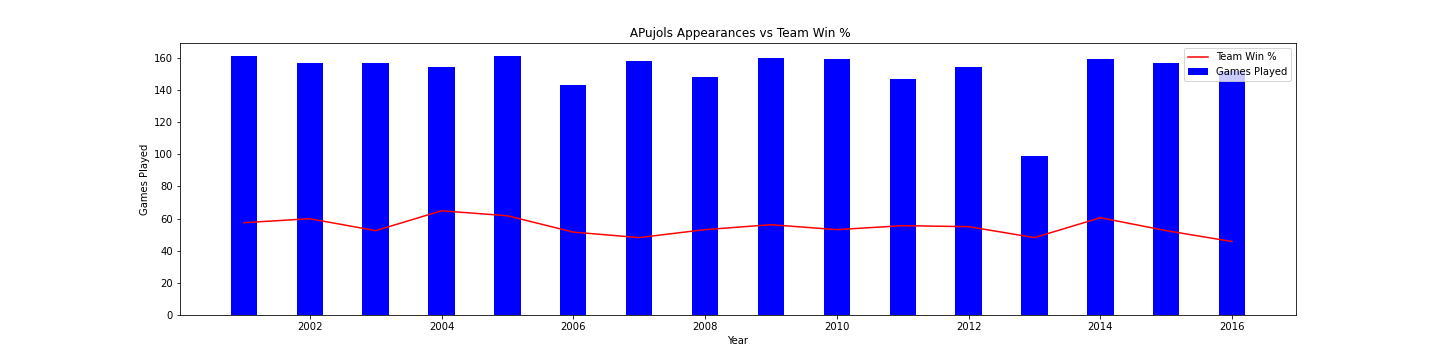 APujols Appearances vs Team Win %
Team Win %
Games Played
160
140
120
100
80
60
40
20
0
Games Played
2002 2004 2006 2008 2010 2012 2014 2016
Year